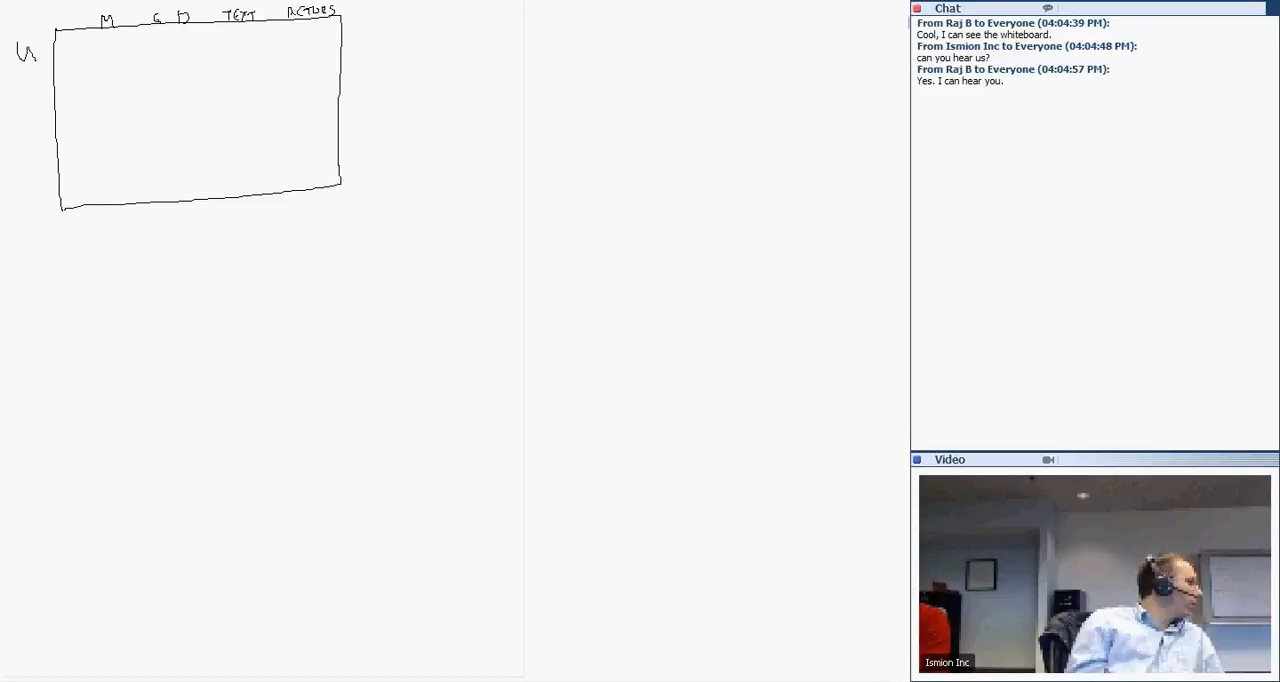 M G D TEXT ACTORS
U
Chat
From Raj B to Everyone (04:04:39 PM):
Cool, I can see the whiteboard.
From Ismion Inc to Everyone (04:04:48 PM):
can you hear us?
From Raj B to Everyone (04:04:57 PM):
Yes. I can hear you.
Video
Ismion Inc